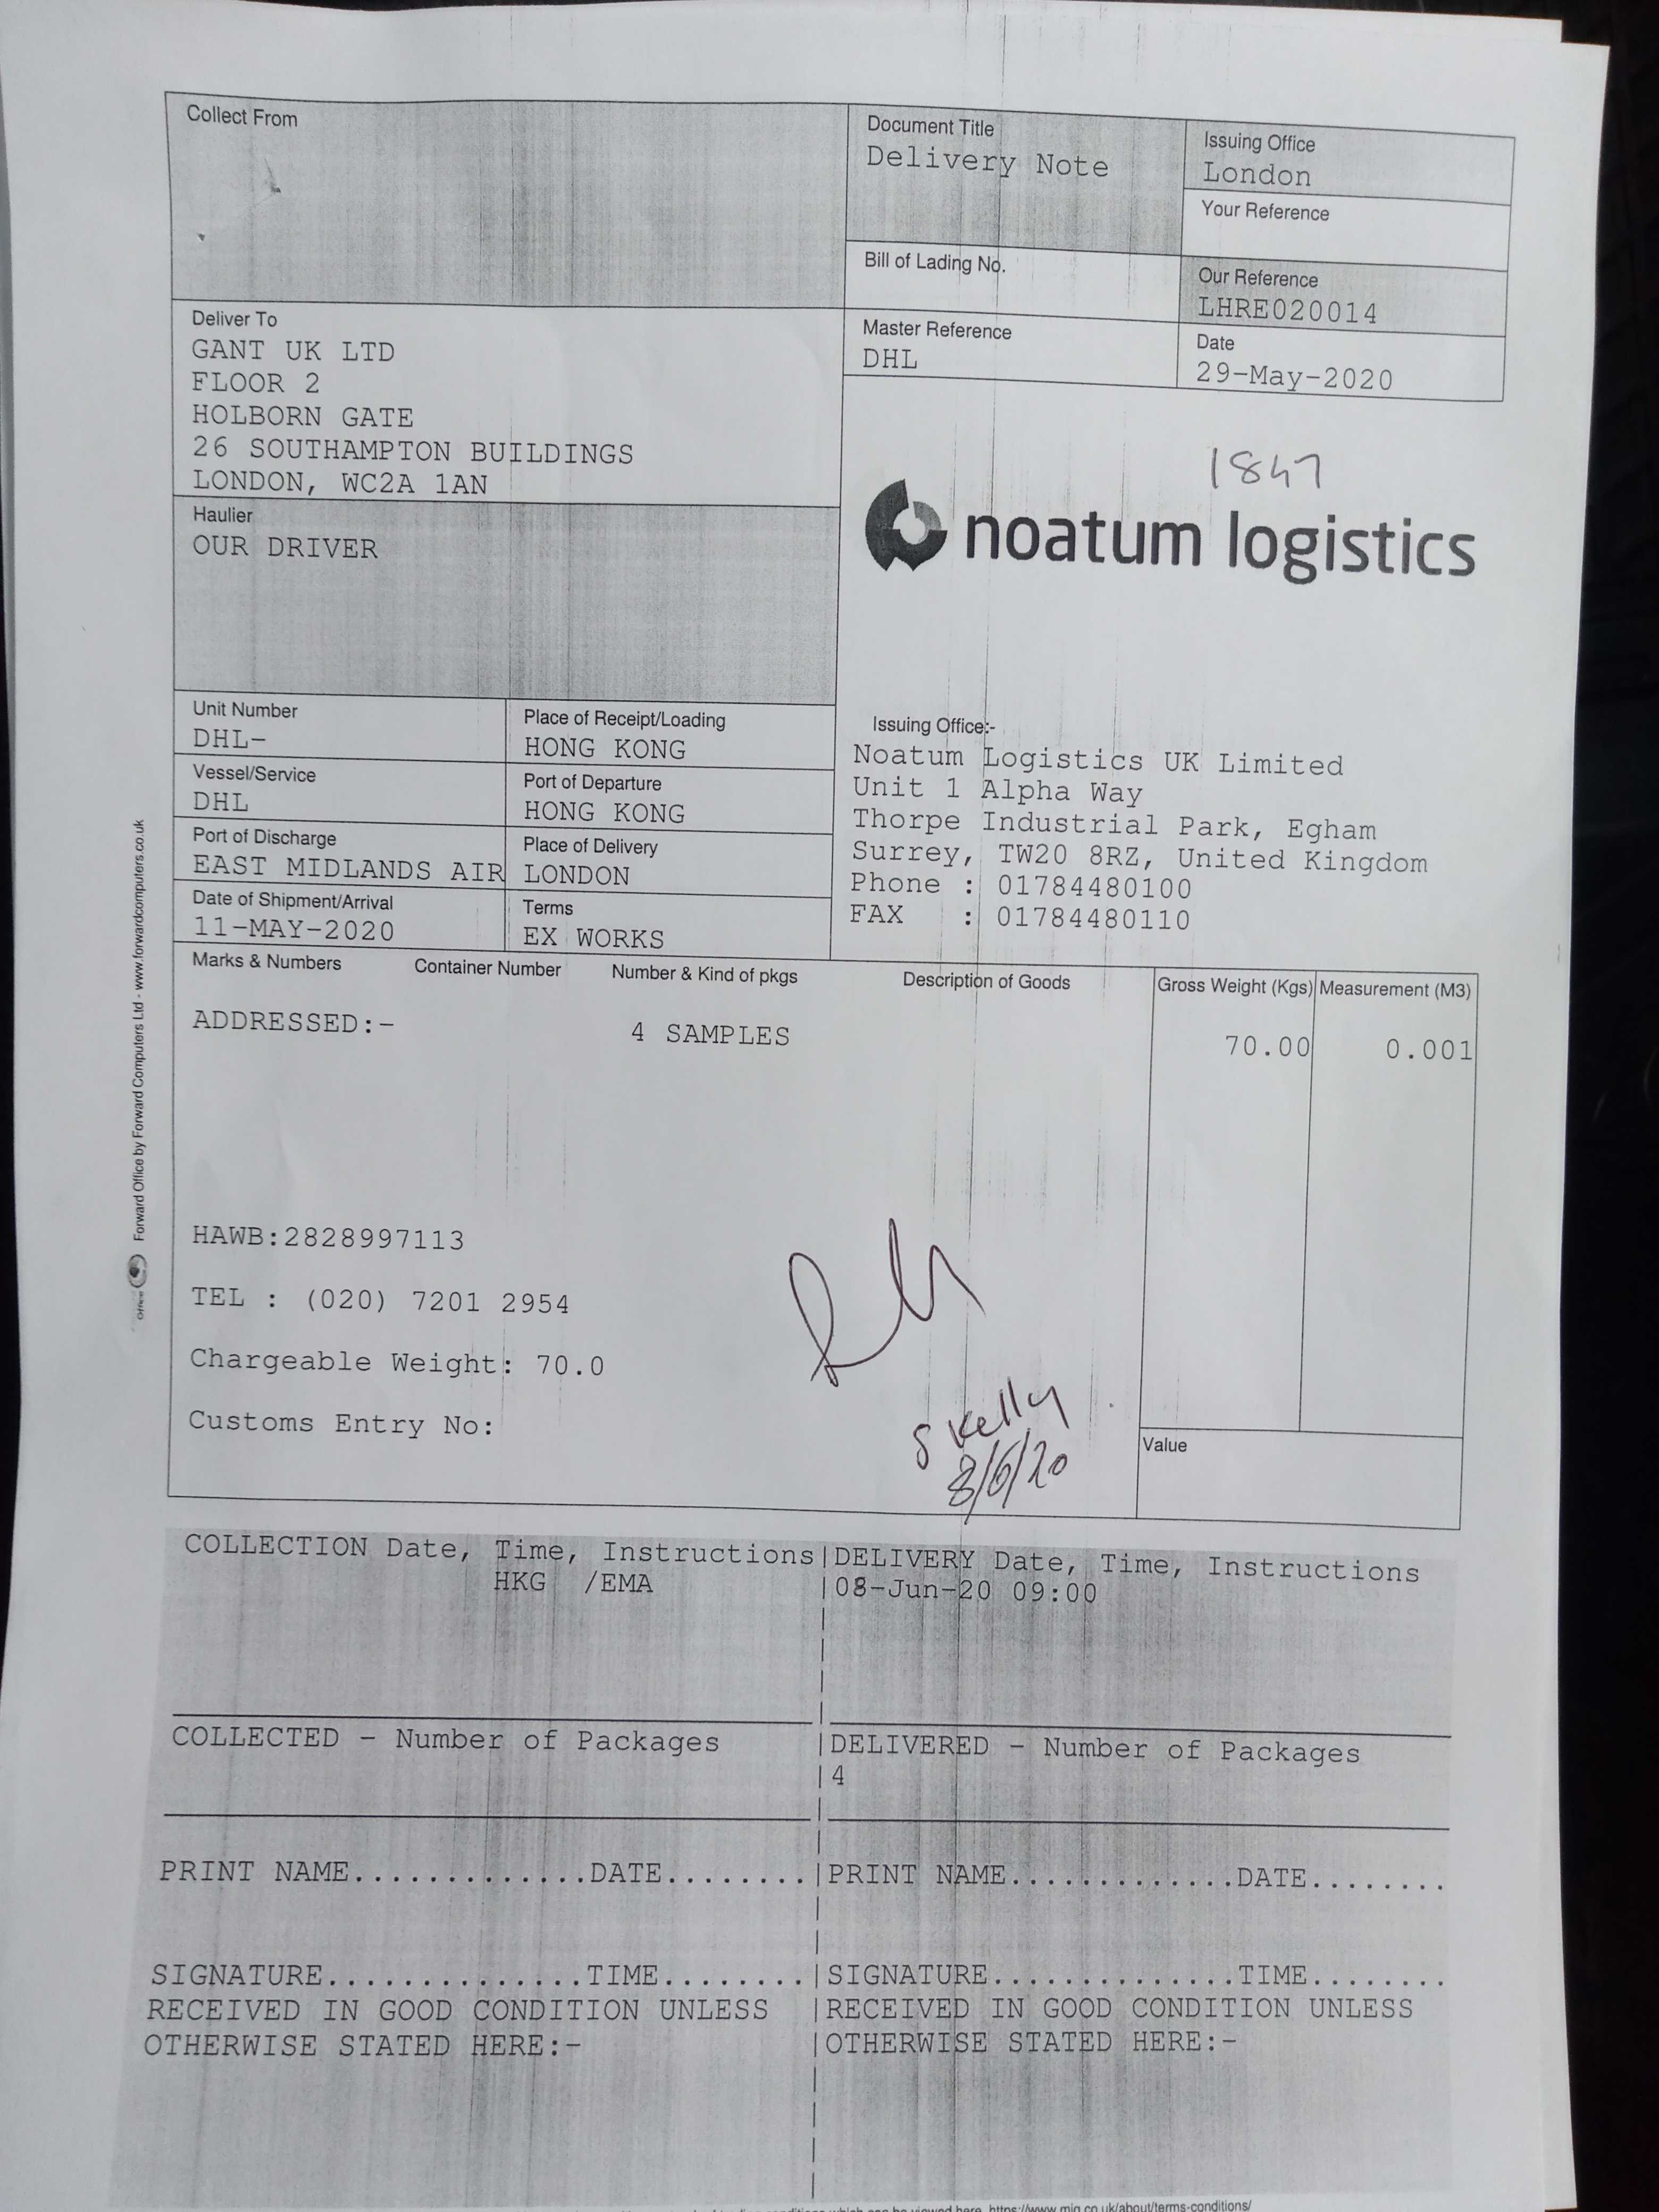 Collect From
Document Title
Delivery Note
Issuing Office
London
Your Reference
Bill of Lading No.
Our Reference
LHRE020014
Deliver To
GANT UK LTD
FLOOR 2
HOLBORN GATE
26 SOUTHAMPTON BUILDINGS
LONDON, WC2A 1AN
Master Reference
DHL
Date
29-May-2020
1847
noatum logistics
Haulier
OUR DRIVER
Unit Number
DHL-
Place of Receipt/Loading
HONG KONG
Vessel/Service
DHL
Port of Departure
HONG KONG
Port of Discharge
EAST MIDLANDS AIR
Place of Delivery
LONDON
Date of Shipment/Arrival
11-MAY-2020
Terms
EX WORKS
Issuing Office:-
Noatum Logistics UK Limited
Unit 1 Alpha Way
Thorpe Industrial Park, Egham
Surrey, TW20 8RZ, United Kingdom
Phone : 01784480100
FAX : 01784480110
Marks & Numbers Container Number Number & Kind of pkgs Description of Goods Gross Weight (Kgs) Measurement (M3)
ADDRESSED:- 4 SAMPLES 70.00 0.001
HAWB:2828997113
TEL : (020) 7201 2954
Chargeable Weight: 70.0
Customs Entry No:
S Kelly
8/6/20
Value
Office Forward Office by Forward Computers Ltd - www.forwardcomputers.co.uk
COLLECTION Date, Time, Instructions|DELIVERY Date, Time, Instructions
HKG /EMA |08-Jun-20 09:00
COLLECTED - Number of Packages |DELIVERED - Number of Packages
|4
PRINT NAME.............DATE........|PRINT NAME.............DATE........
SIGNATURE..............TIME........|SIGNATURE..............TIME........
RECEIVED IN GOOD CONDITION UNLESS |RECEIVED IN GOOD CONDITION UNLESS
OTHERWISE STATED HERE:- |OTHERWISE STATED HERE:-
which can be viewed here https://www.mig.co.uk/about/terms-conditions/